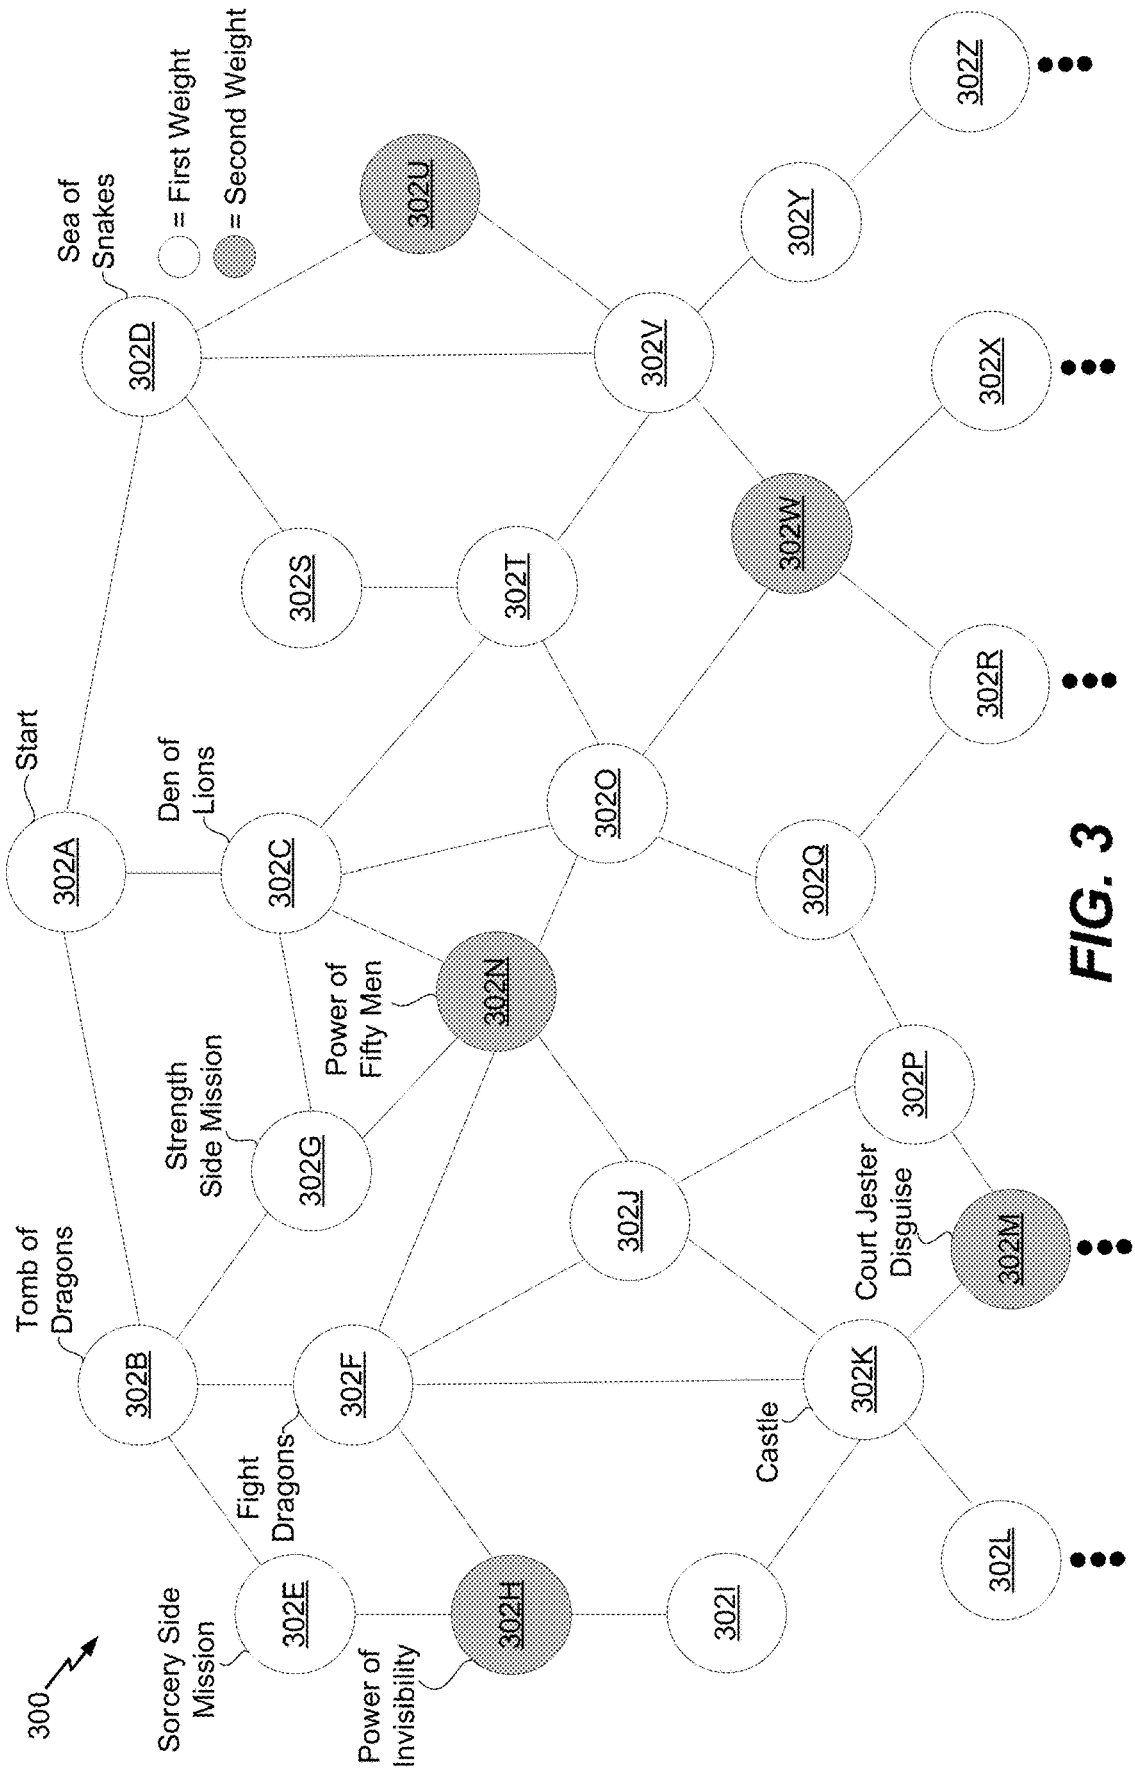 300
Sorcery Side
Mission
302E
Tomb of
Dragons
302B
Start
302A
Sea of
Snakes
302D
= First Weight
= Second Weight
Fight
Dragons
302F
Strength
Side Mission
302G
Den of
Lions
302C
302S
302U
Power of
Invisibility
302H
Power of
Fifty Men
302N
302T
302I
302J
302O
302V
Castle
302K
302Q
302W
302Y
Court Jester
Disguise
302M
302P
302L
302R
302X
302Z
FIG. 3